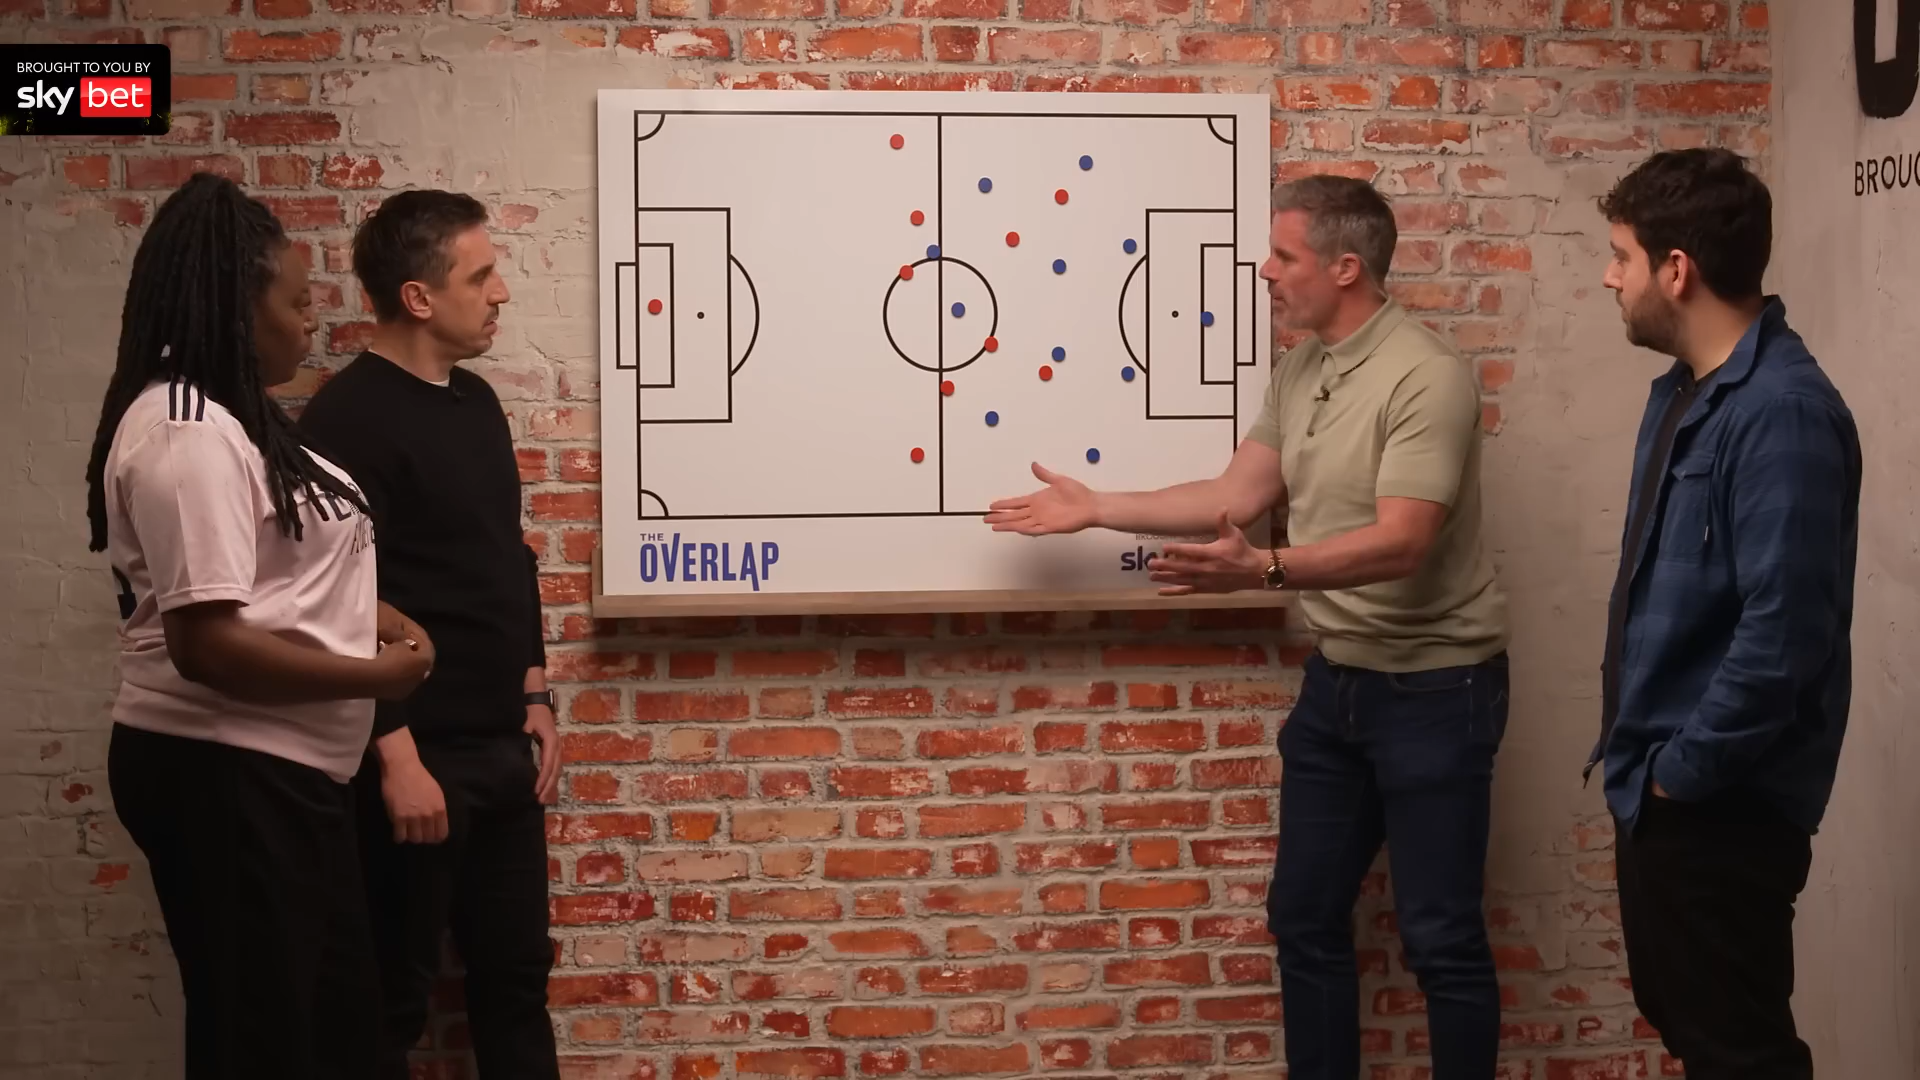 BROUGHT TO YOU BY
sky bet
THE
OVERLAP
BROUG